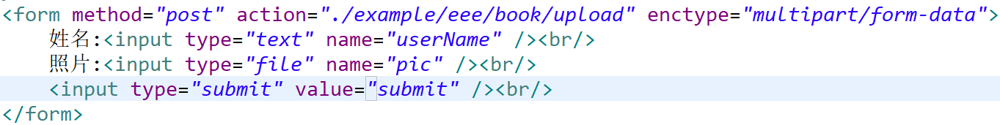 <form method="post" action="./example/eee/book/upload" enctype="multipart/form-data">
姓名:<input type="text" name="userName" /><br/>
照片:<input type="file" name="pic" /><br/>
<input type="submit" value="submit" /><br/>
</form>